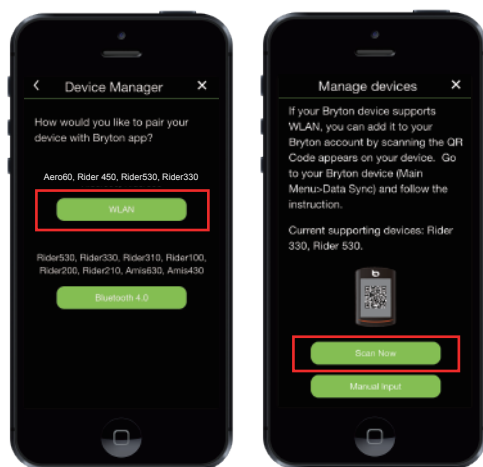 Device Manager
How would you like to pair your
device with Bryton app?
Aero60, Rider 450, Rider530, Rider330
WLAN
Rider530, Rider330, Rider310, Rider100,
Rider200, Rider210, Amis630, Amis430
Bluetooth 4.0
Manage devices
If your Bryton device supports
WLAN, you can add it to your
Bryton account by scanning the QR
Code appears on your device. Go
to your Bryton device (Main
Menu>Data Sync) and follow the
instruction.
Current supporting devices: Rider
330, Rider 530.
b
Scan Now
Manual Input